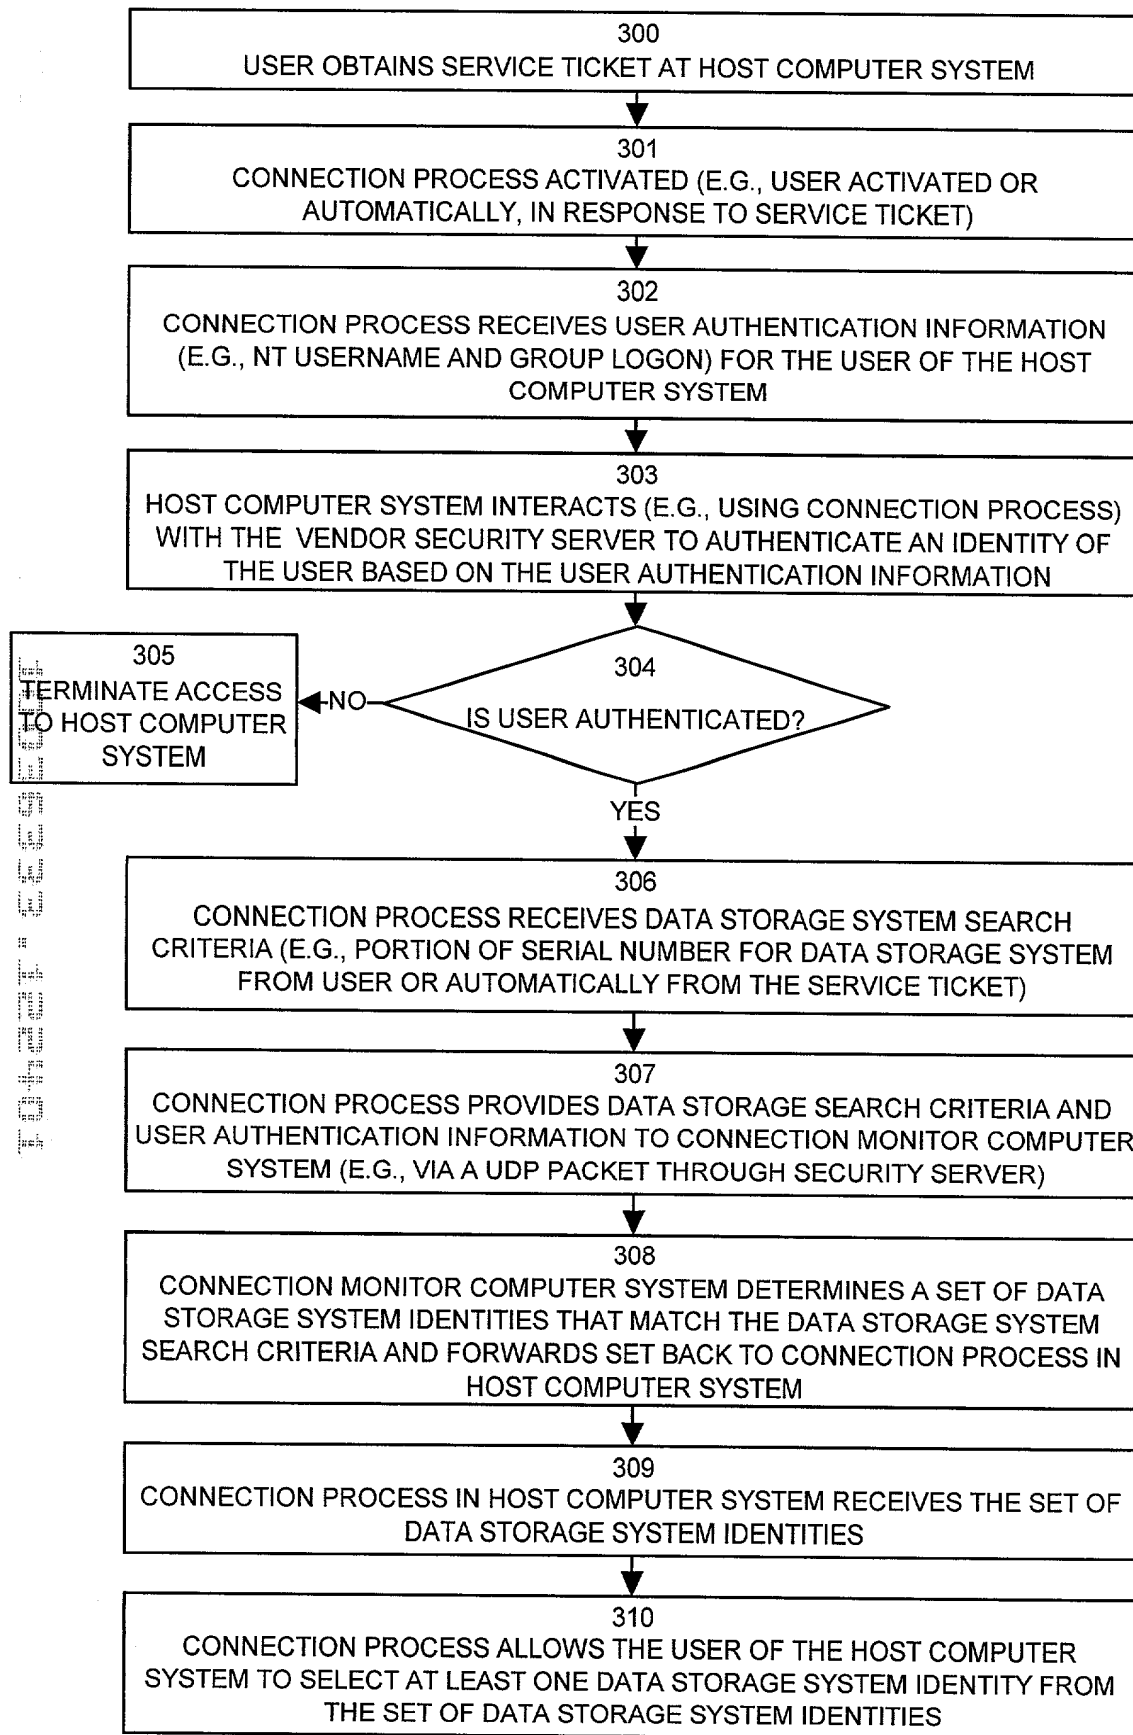 300
USER OBTAINS SERVICE TICKET AT HOST COMPUTER SYSTEM
301
CONNECTION PROCESS ACTIVATED (E.G., USER ACTIVATED OR
AUTOMATICALLY, IN RESPONSE TO SERVICE TICKET)
302
CONNECTION PROCESS RECEIVES USER AUTHENTICATION INFORMATION
(E.G., NT USERNAME AND GROUP LOGON) FOR THE USER OF THE HOST
COMPUTER SYSTEM
303
HOST COMPUTER SYSTEM INTERACTS (E.G., USING CONNECTION PROCESS)
WITH THE VENDOR SECURITY SERVER TO AUTHENTICATE AN IDENTITY OF
THE USER BASED ON THE USER AUTHENTICATION INFORMATION
304
IS USER AUTHENTICATED?
NO
305
TERMINATE ACCESS
TO HOST COMPUTER
SYSTEM
YES
306
CONNECTION PROCESS RECEIVES DATA STORAGE SYSTEM SEARCH
CRITERIA (E.G., PORTION OF SERIAL NUMBER FOR DATA STORAGE SYSTEM
FROM USER OR AUTOMATICALLY FROM THE SERVICE TICKET)
307
CONNECTION PROCESS PROVIDES DATA STORAGE SEARCH CRITERIA AND
USER AUTHENTICATION INFORMATION TO CONNECTION MONITOR COMPUTER
SYSTEM (E.G., VIA A UDP PACKET THROUGH SECURITY SERVER)
308
CONNECTION MONITOR COMPUTER SYSTEM DETERMINES A SET OF DATA
STORAGE SYSTEM IDENTITIES THAT MATCH THE DATA STORAGE SYSTEM
SEARCH CRITERIA AND FORWARDS SET BACK TO CONNECTION PROCESS IN
HOST COMPUTER SYSTEM
309
CONNECTION PROCESS IN HOST COMPUTER SYSTEM RECEIVES THE SET OF
DATA STORAGE SYSTEM IDENTITIES
310
CONNECTION PROCESS ALLOWS THE USER OF THE HOST COMPUTER
SYSTEM TO SELECT AT LEAST ONE DATA STORAGE SYSTEM IDENTITY FROM
THE SET OF DATA STORAGE SYSTEM IDENTITIES